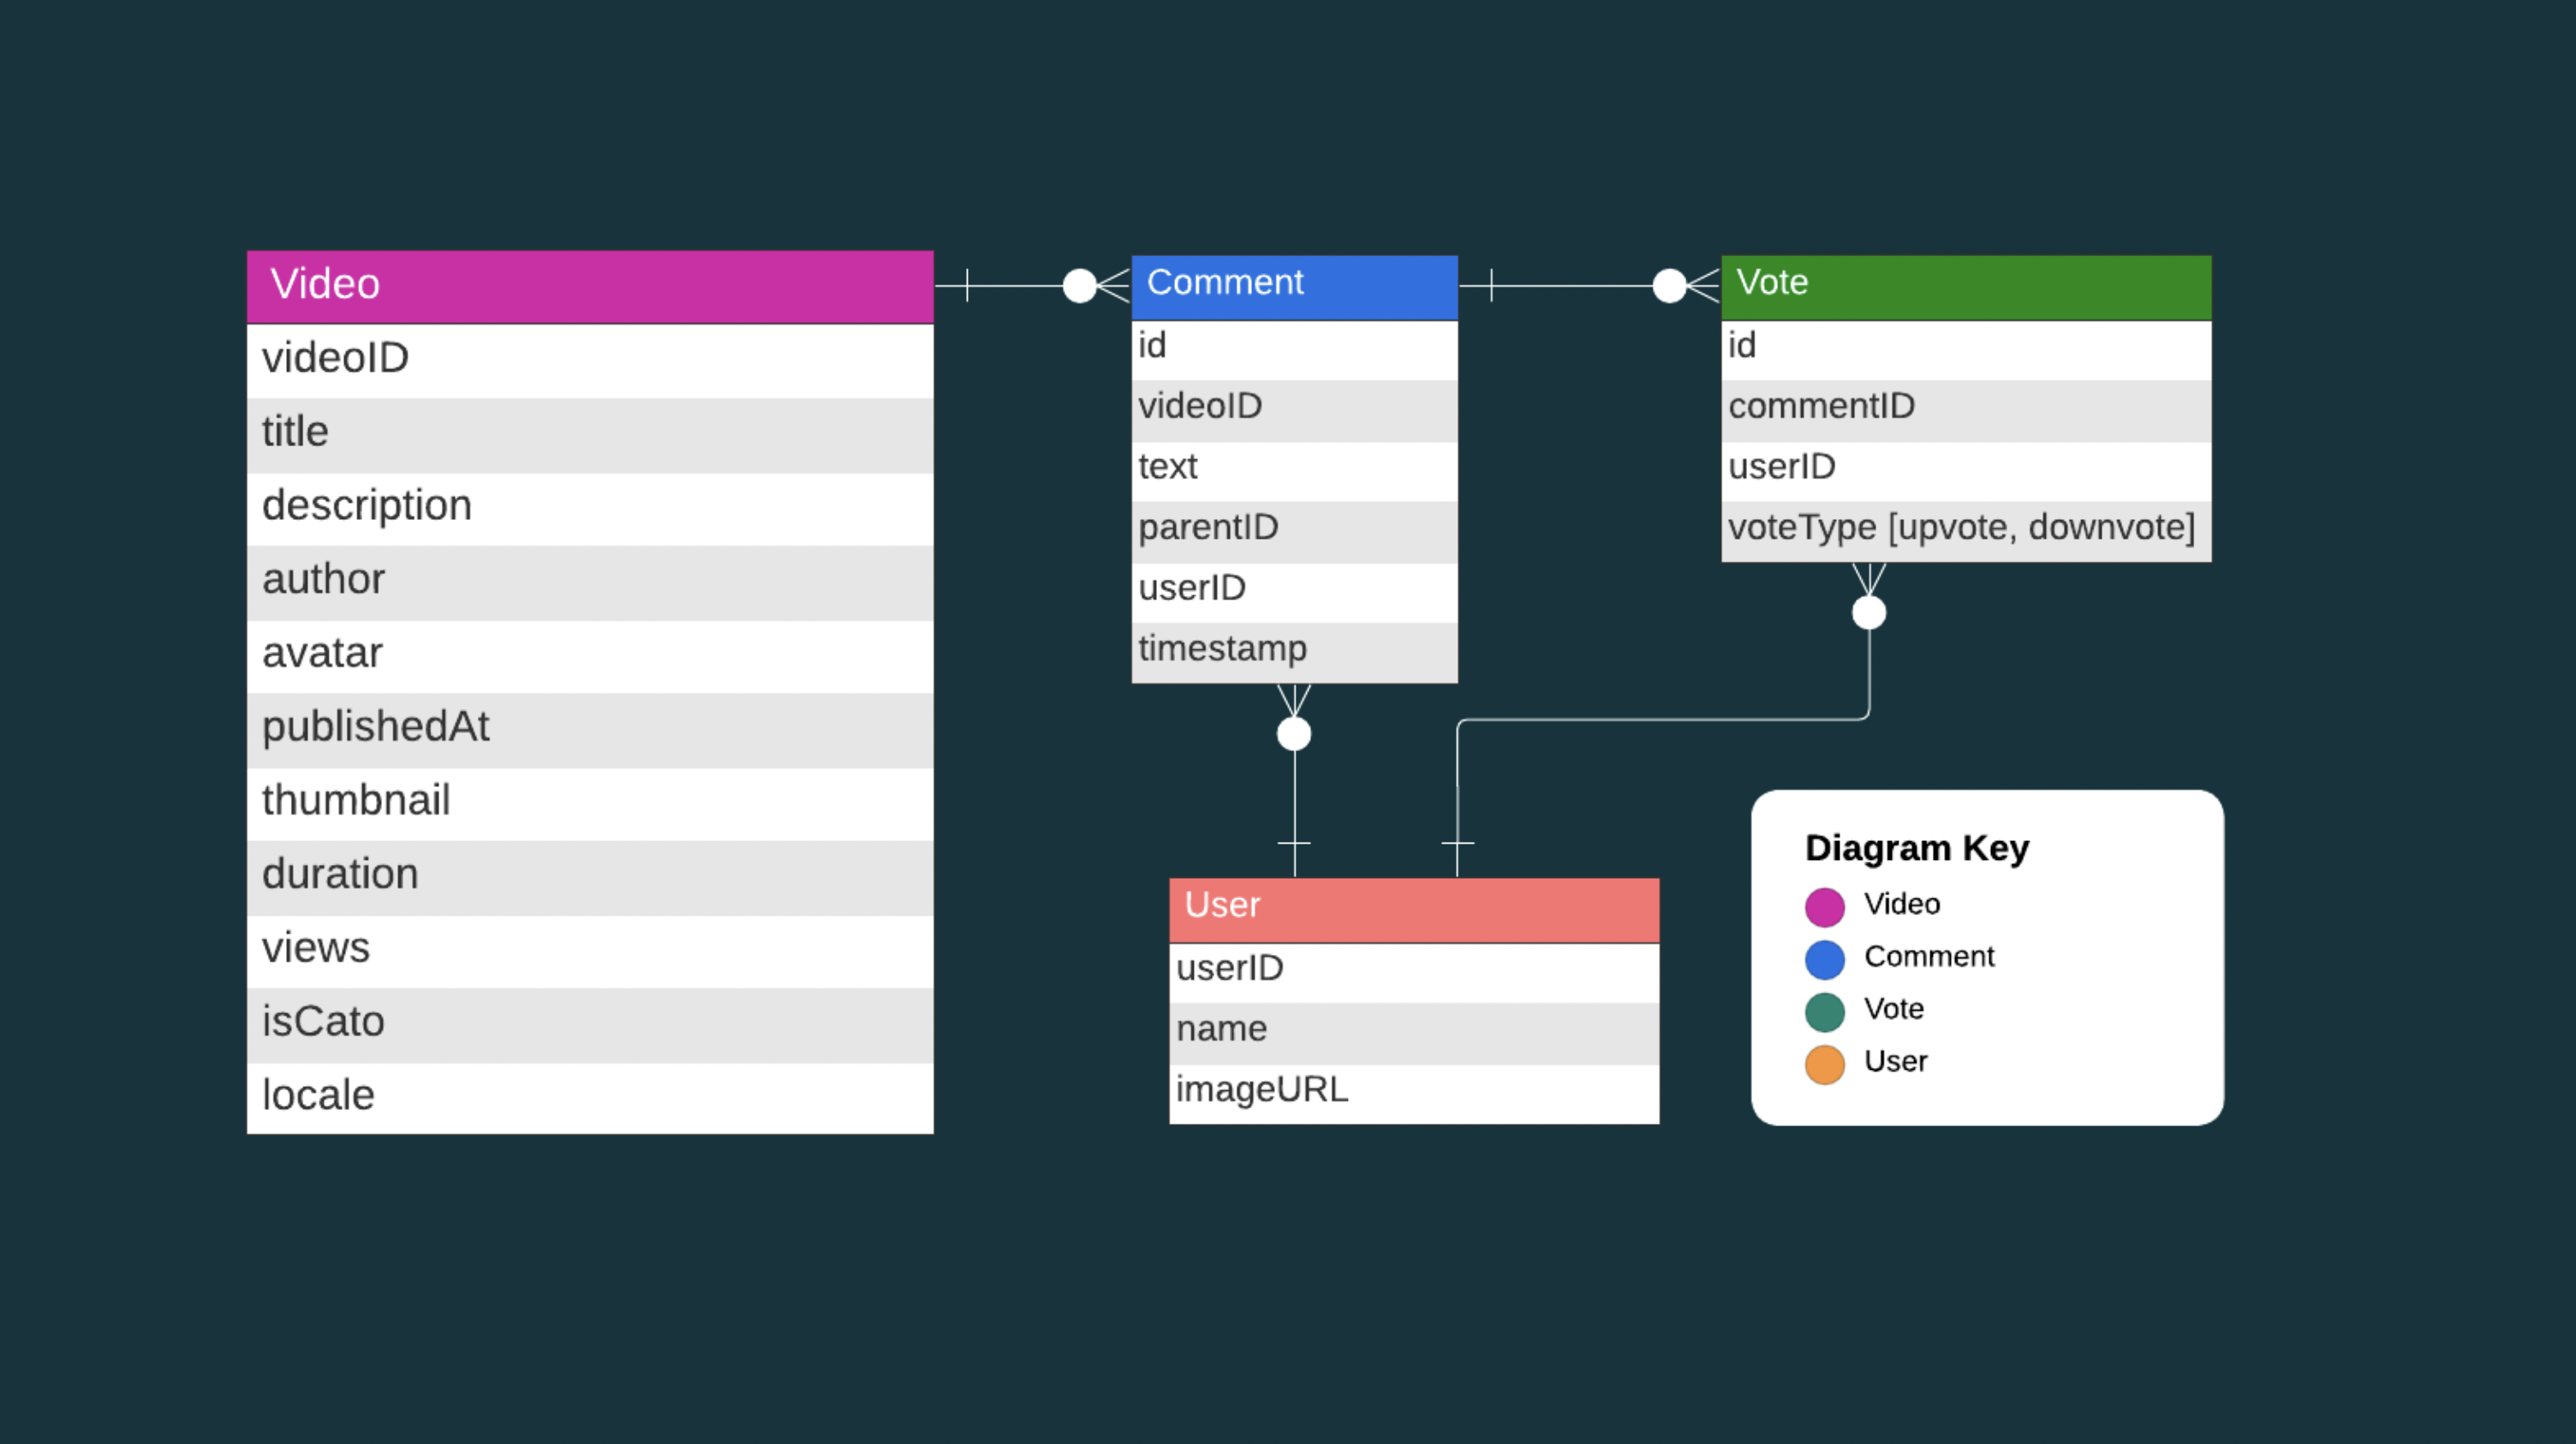 Video
videoID
title
description
author
avatar
publishedAt
thumbnail
duration
views
isCato
locale
Comment
id
videoID
text
parentID
userID
timestamp
Vote
id
commentID
userID
voteType [upvote, downvote]
User
userID
name
imageURL
Diagram Key
Video
Comment
Vote
User